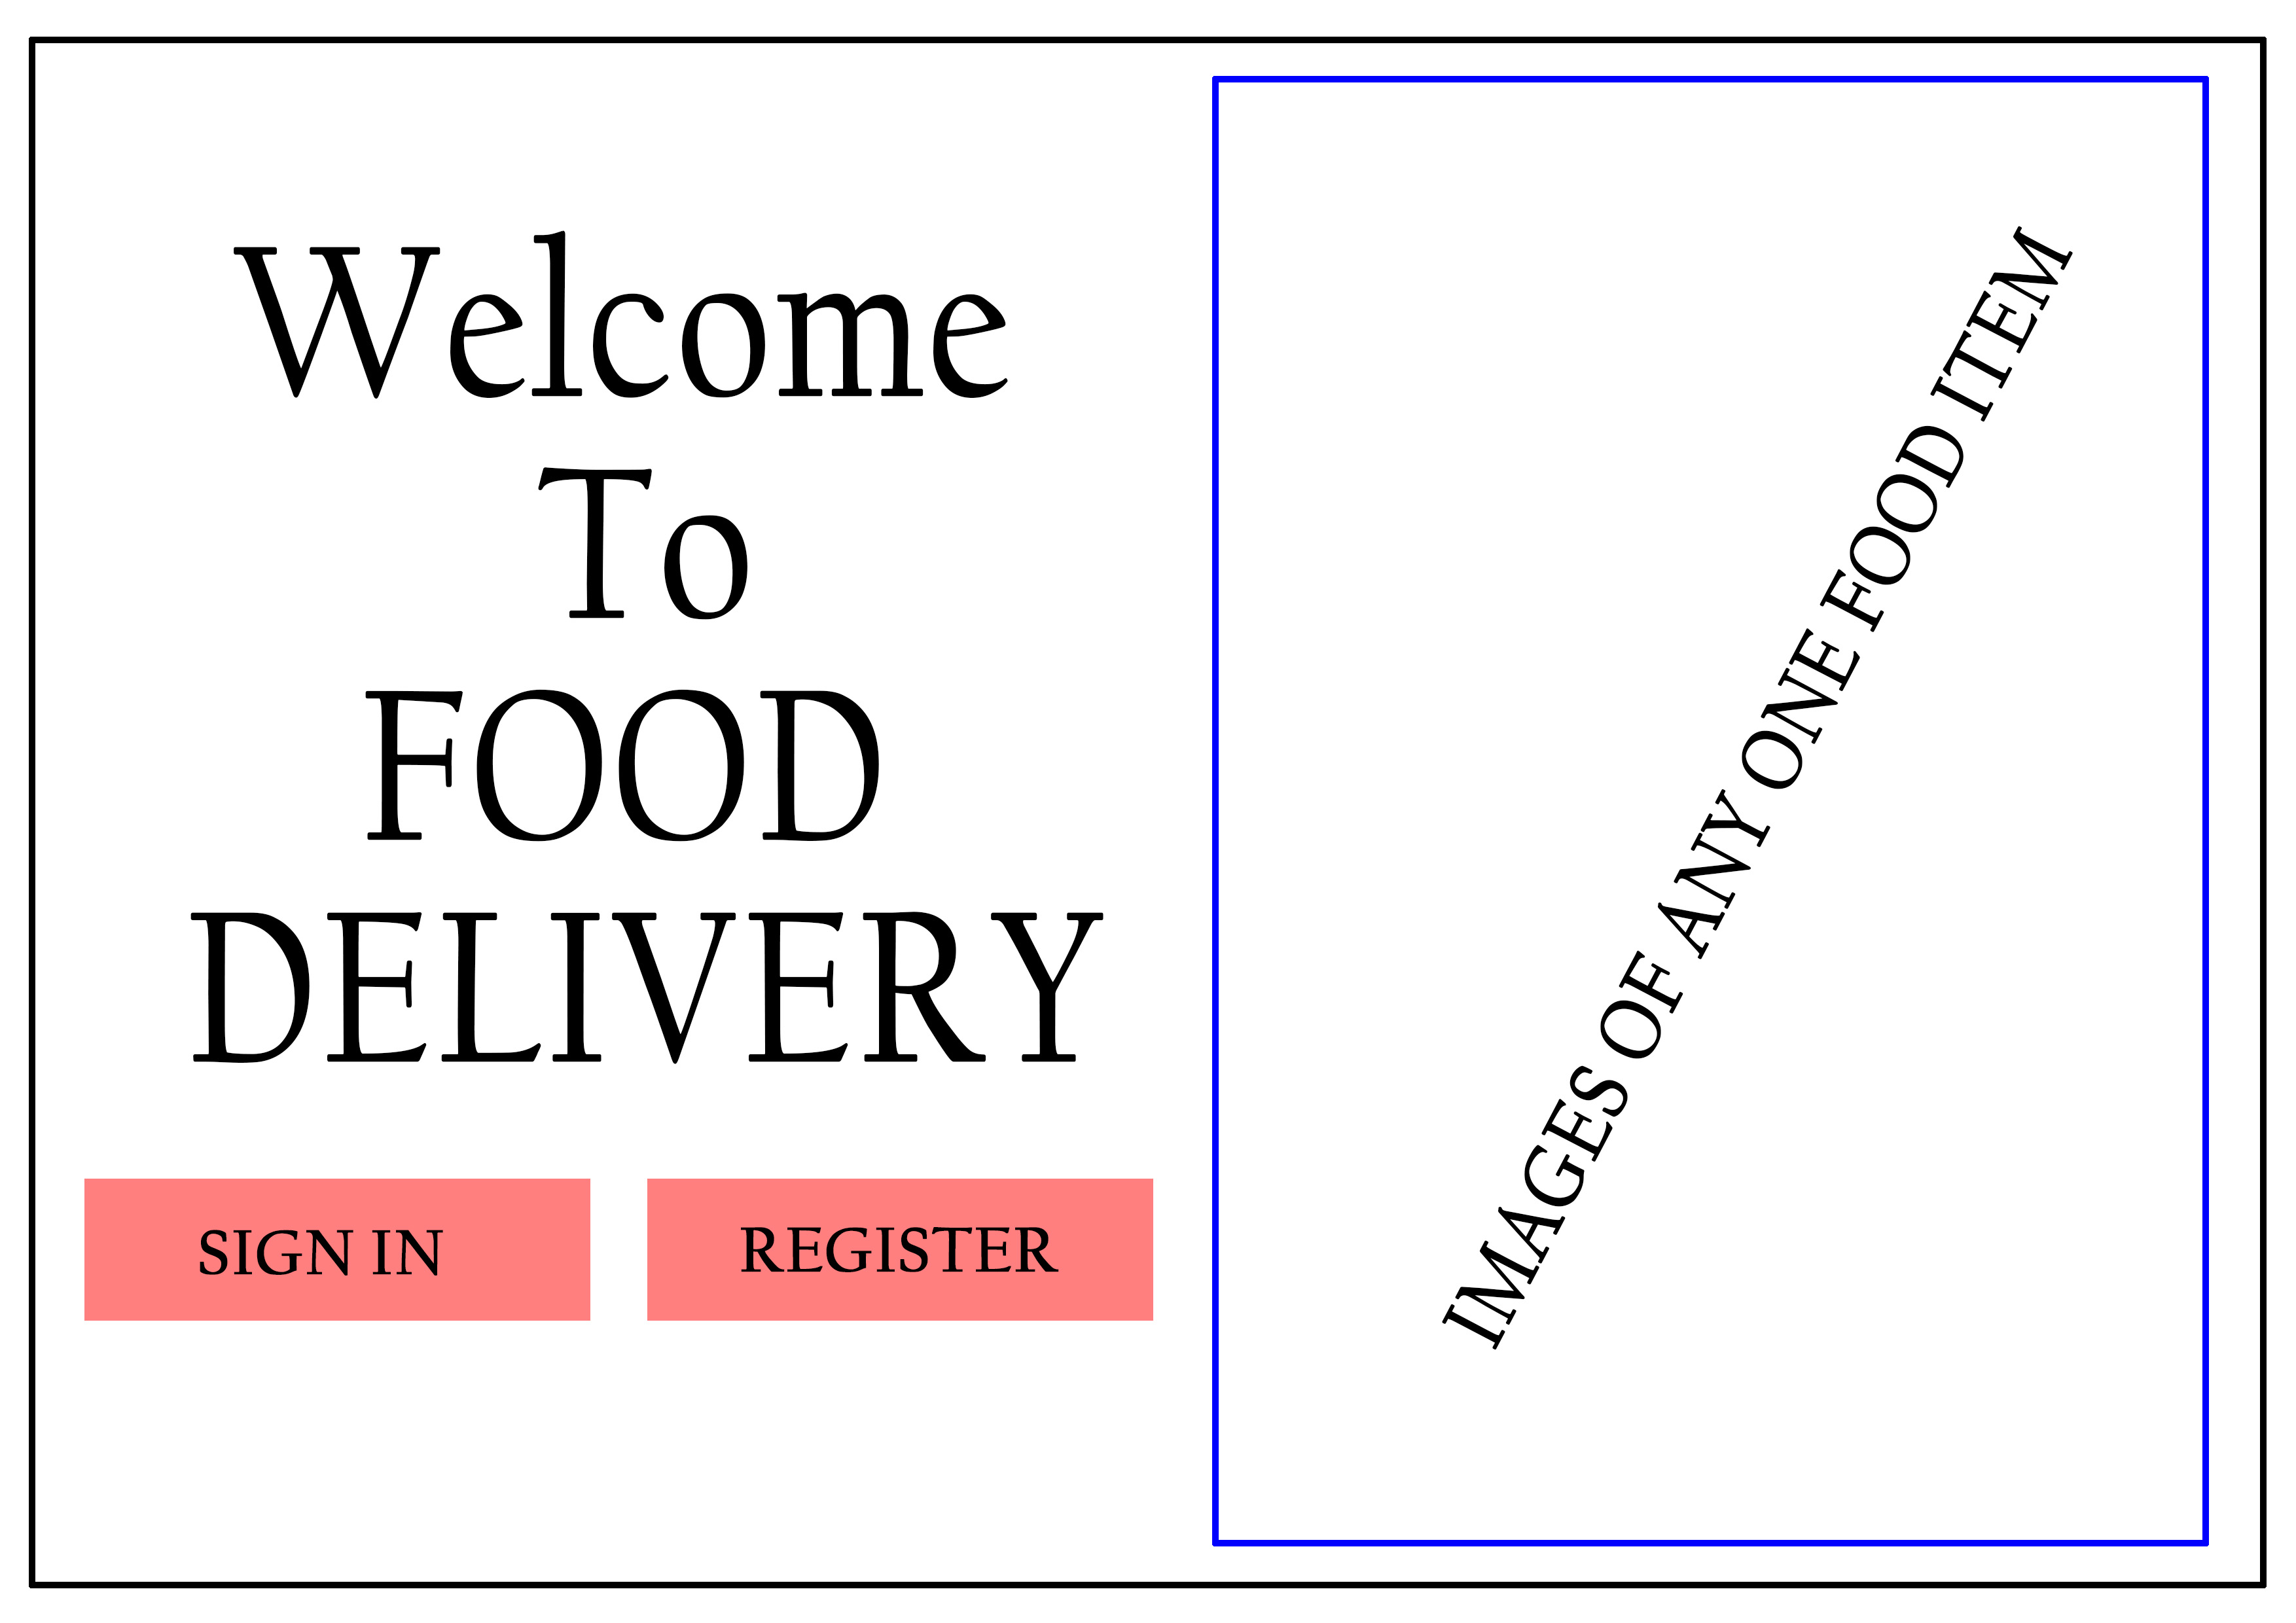 Welcome
To
FOOD
DELIVERY
SIGN IN
REGISTER
IMAGES OF ANY ONE FOOD ITEM